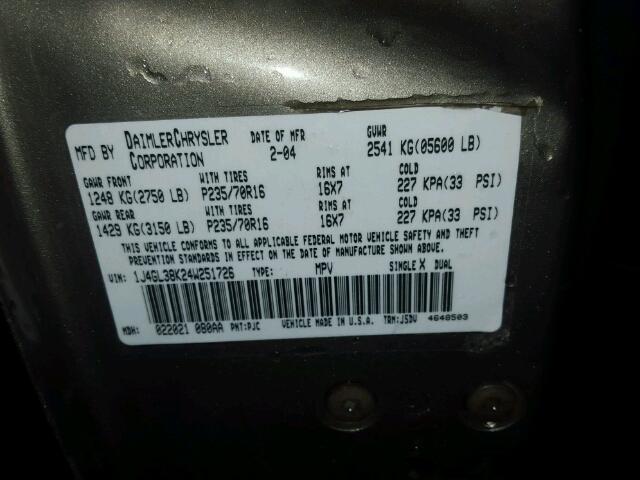 MFD BY DAIMLERCHRYSLER CORPORATION DATE OF MFR 2-04 GVWR 2541 KG(05600 LB)
GAWR FRONT WITH TIRES RIMS AT COLD
1248 KG(2750 LB) P235/70R16 16X7 227 KPA(33 PSI)
GAWR REAR WITH TIRES RIMS AT COLD
1429 KG(3150 LB) P235/70R16 16X7 227 KPA(33 PSI)
THIS VEHICLE CONFORMS TO ALL APPLICABLE FEDERAL MOTOR VEHICLE SAFETY AND THEFT
PREVENTION STANDARDS IN EFFECT ON THE DATE OF MANUFACTURE SHOWN ABOVE.
VIN: 1J4GL38K24W251726 TYPE: MPV SINGLE X DUAL
MDH: 022021 080AA PNT:PJC VEHICLE MADE IN U.S.A. TRM:J5DV 4648503